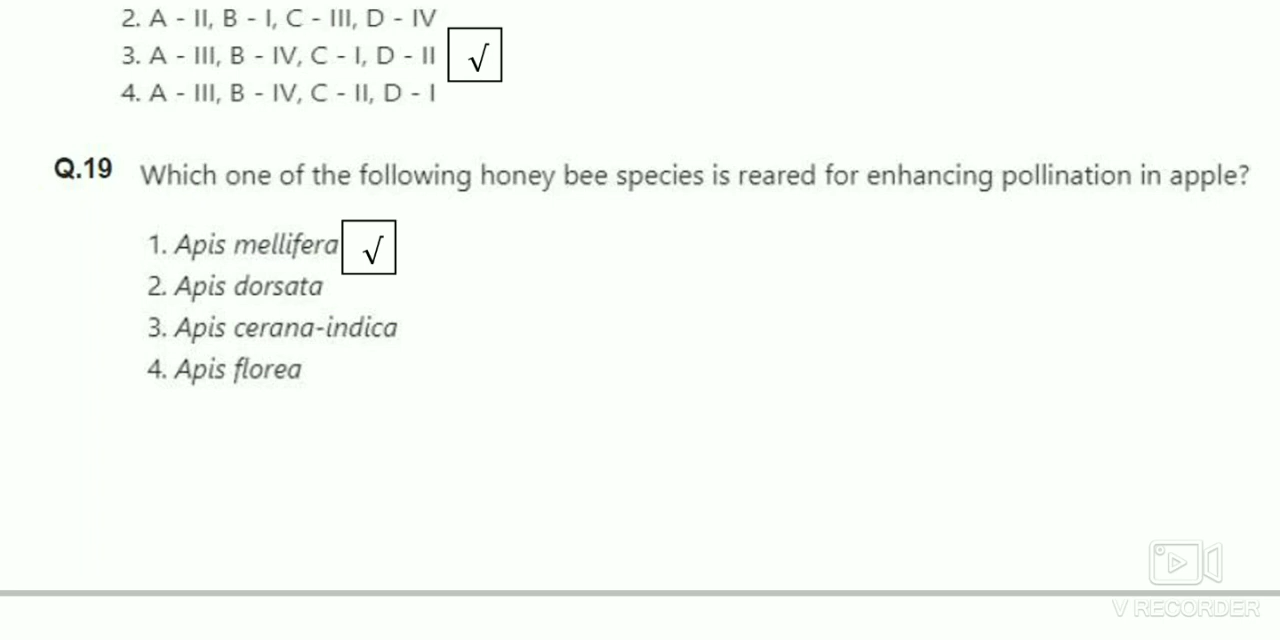 2. A - II, B - I, C - III, D - IV
3. A - III, B - IV, C - I, D - II √
4. A - III, B - IV, C - II, D - I
Q.19 Which one of the following honey bee species is reared for enhancing pollination in apple?
1. Apis mellifera √
2. Apis dorsata
3. Apis cerana-indica
4. Apis florea
V RECORDER